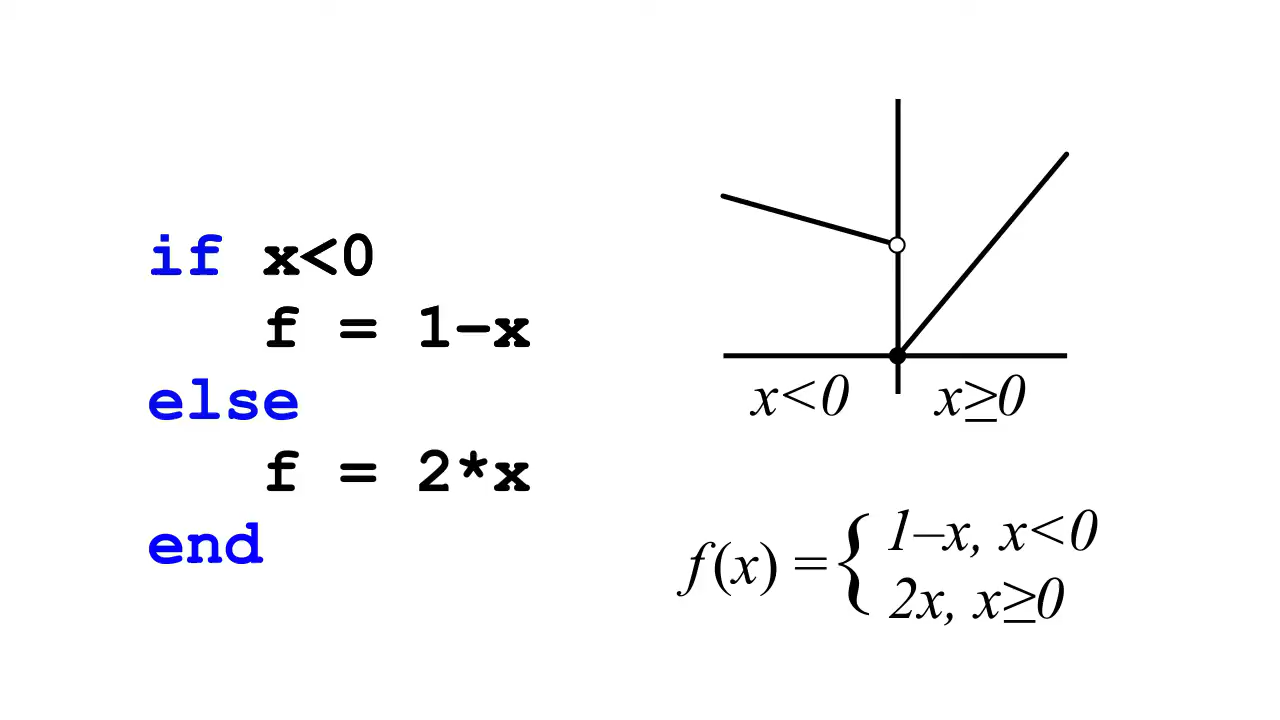 if x<0
f = 1-x
else
f = 2*x
end
x<0 x≥0
f(x) = { 1–x, x<0
2x, x≥0